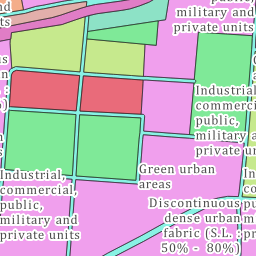 public,
military and
private units
Industrial,
commercial,
public,
military and
private units
Green urban
areas
Industrial,
commercial,
public,
military and
private units
Discontinuous
dense urban
fabric (S.L. :
50% - 80%)